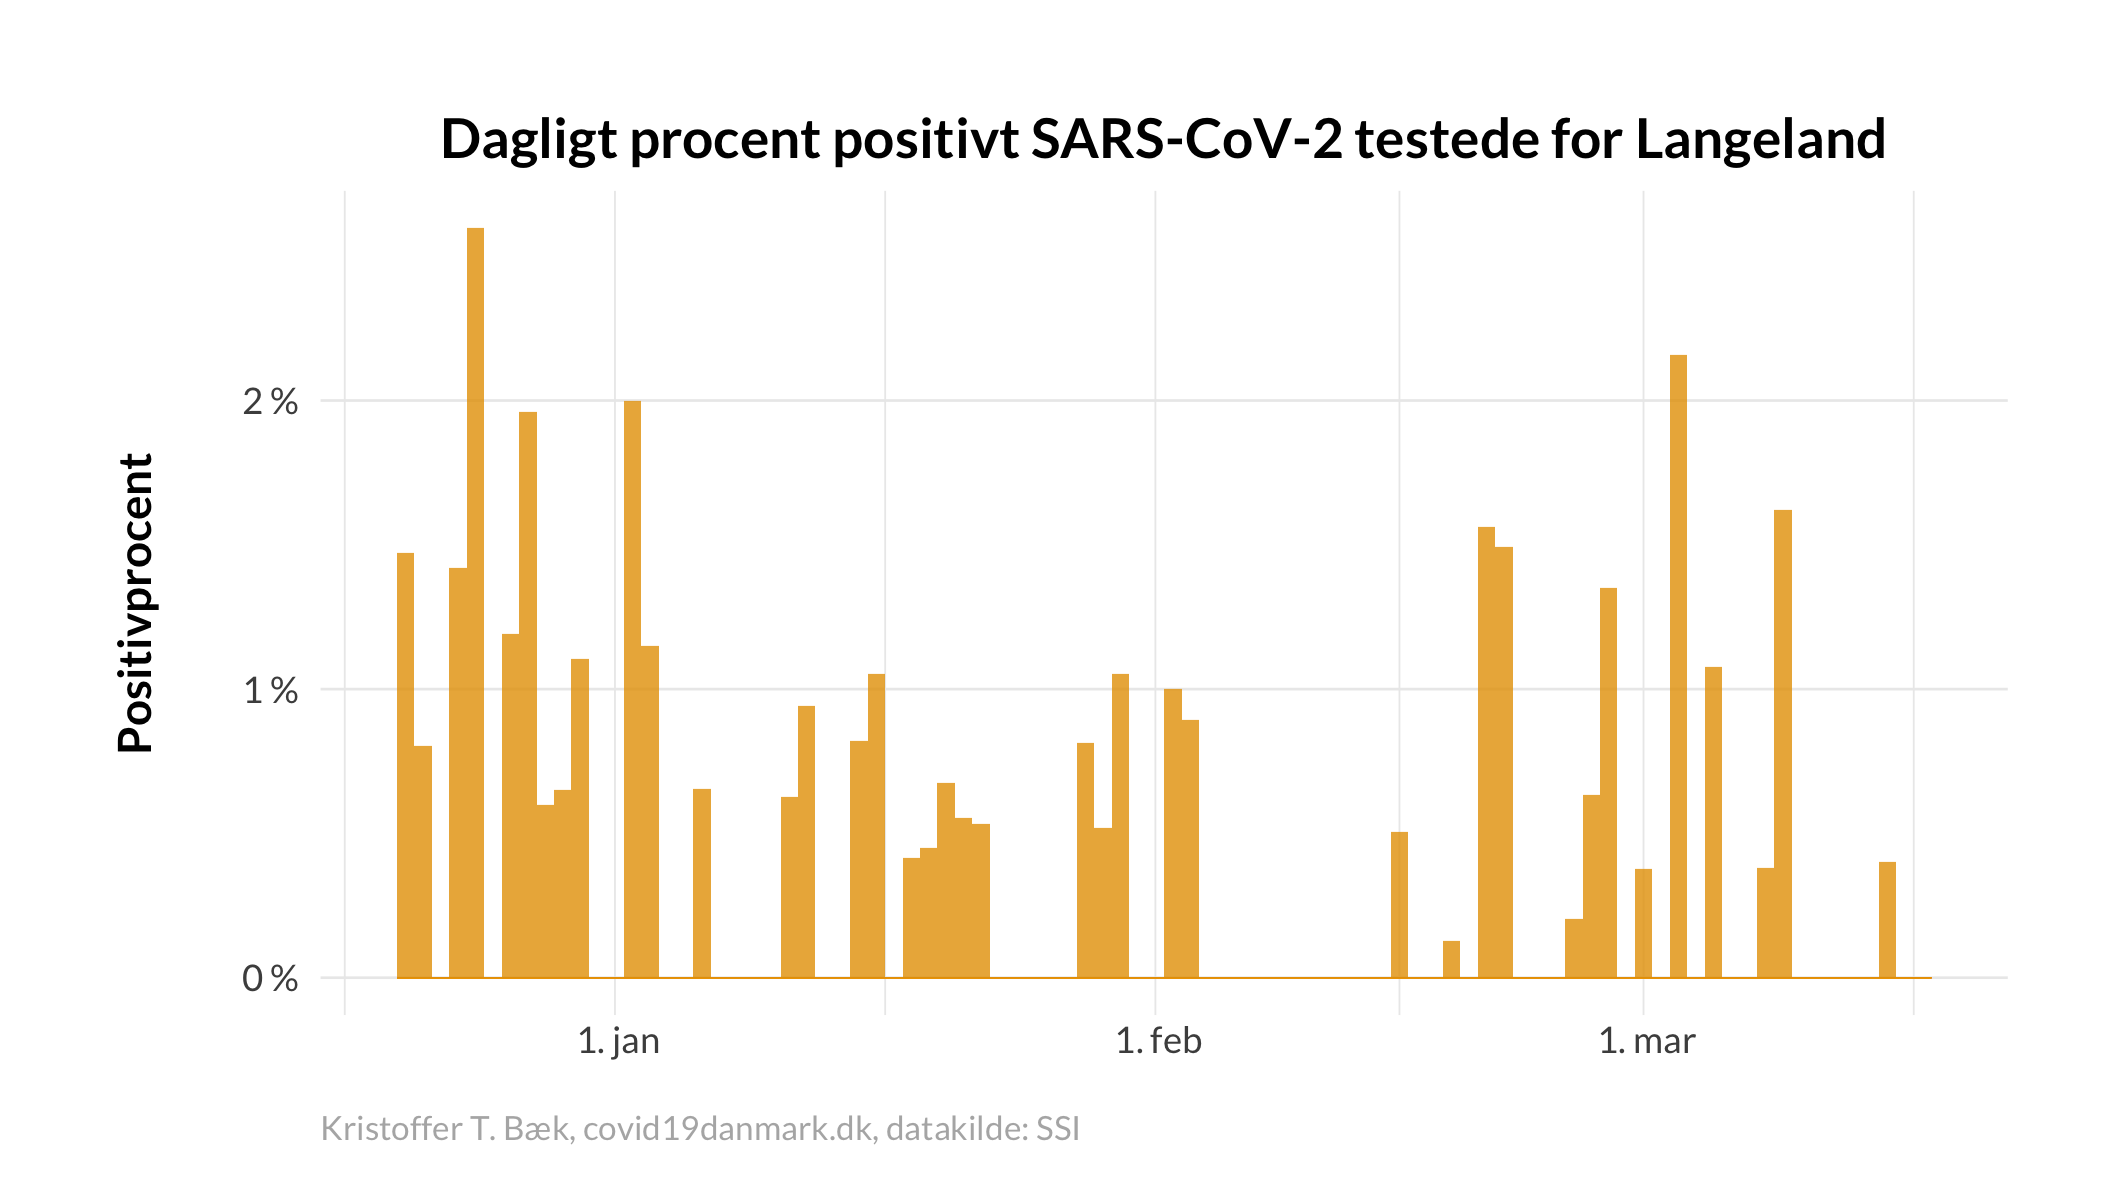 Dagligt procent positivt SARS-CoV-2 testede for Langeland
Positivprocent
2 %
1 %
0 %
1. jan
1. feb
1. mar
Kristoffer T. Bæk, covid19danmark.dk, datakilde: SSI